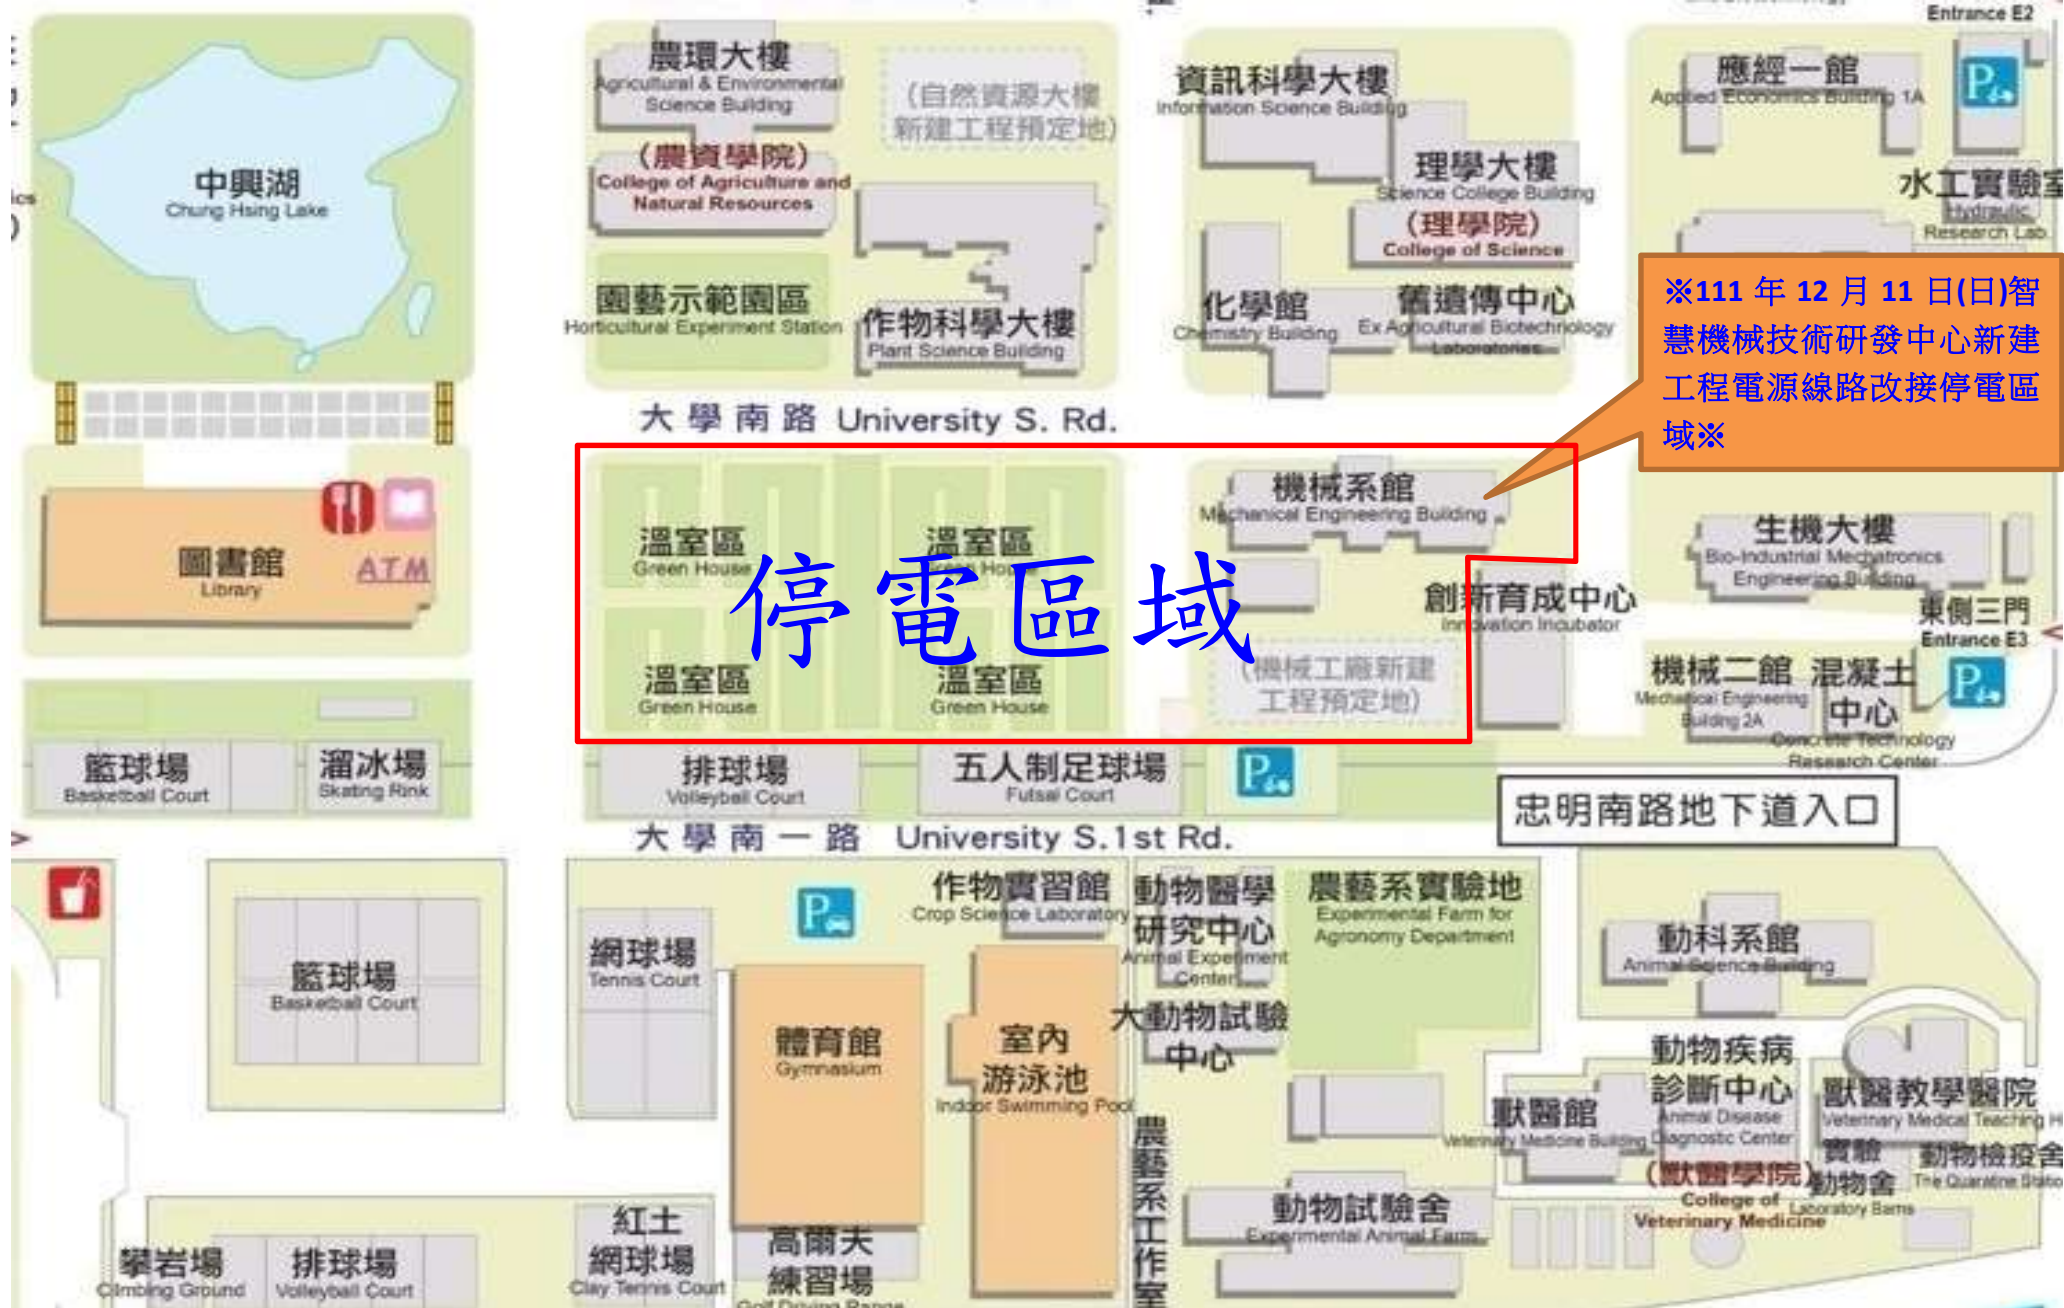 Entrance E2
農環大樓
Agricultural & Environmental
Science Building
(農資學院)
College of Agriculture and
Natural Resources
(自然資源大樓
新建工程預定地)
資訊科學大樓
Information Science Building
理學大樓
Science College Building
(理學院)
College of Science
應經一館
Applied Economics Building 1A
P
水工實驗室
Hydraulic
Research Lab.
中興湖
Chung Hsing Lake
園藝示範園區
Horticultural Experiment Station
作物科學大樓
Plant Science Building
化學館
Chemistry Building
舊遺傳中心
Ex Agricultural Biotechnology
Laboratories
※111 年 12 月 11 日(日)智
慧機械技術研發中心新建
工程電源線路改接停電區
域※
大學南路 University S. Rd.
圖書館
Library
ATM
溫室區
Green House
溫室區
Green House
停電區域
溫室區
Green House
溫室區
Green House
機械系館
Mechanical Engineering Building
創新育成中心
Innovation Incubator
(機械工廠新建
工程預定地)
生機大樓
Bio-Industrial Mechatronics
Engineering Building
東側三門
Entrance E3
機械二館
Mechanical Engineering
Building 2A
混凝土
中心
Concrete Technology
Research Center
P
籃球場
Basketball Court
溜冰場
Skating Rink
排球場
Volleyball Court
五人制足球場
Futsal Court
P
忠明南路地下道入口
大學南一路 University S.1st Rd.
籃球場
Basketball Court
網球場
Tennis Court
P
作物實習館
Crop Science Laboratory
動物醫學
研究中心
Animal Experiment
Center
大動物試驗
中心
農藝系實驗地
Experimental Farm for
Agronomy Department
動科系館
Animal Science Building
體育館
Gymnasium
室內
游泳池
Indoor Swimming Pool
農藝系工作室
獸醫館
Veterinary Medicine Building
動物疾病
診斷中心
Animal Disease
Diagnostic Center
(獸醫學院)
College of
Veterinary Medicine
獸醫教學醫院
Veterinary Medical Teaching H
實驗
動物舍
Laboratory Barns
動物檢疫舍
The Quaratine Statio
動物試驗舍
Experimental Animal Farm
攀岩場
Climbing Ground
排球場
Volleyball Court
紅土
網球場
Clay Tennis Court
高爾夫
練習場
Golf Driving Range